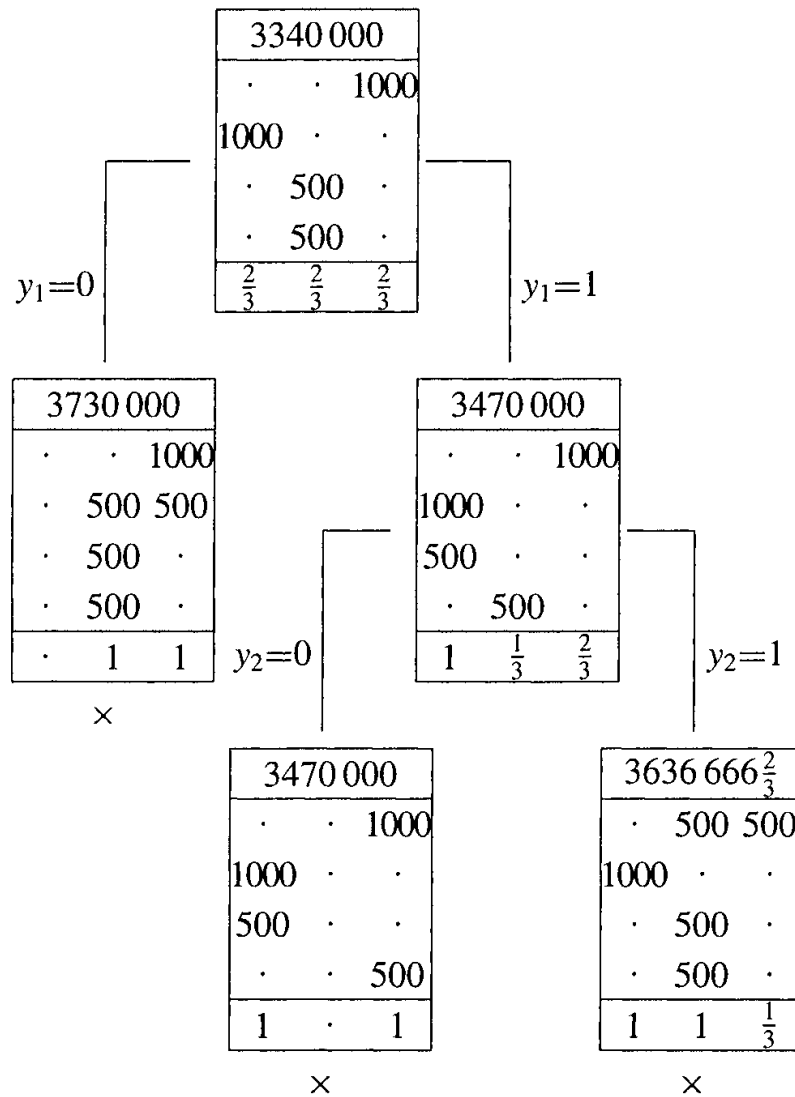 3340 000
· · 1000
1000 · ·
· 500 ·
· 500 ·
2/3 2/3 2/3
y₁=0
y₁=1
3730 000
· · 1000
· 500 500
· 500 ·
· 500 ·
· 1 1
×
3470 000
· · 1000
1000 · ·
500 · ·
· 500 ·
1 1/3 2/3
y₂=0
y₂=1
3470 000
· · 1000
1000 · ·
500 · ·
· · 500
1 · 1
×
3636 666 2/3
· 500 500
1000 · ·
· 500 ·
· 500 ·
1 1 1/3
×